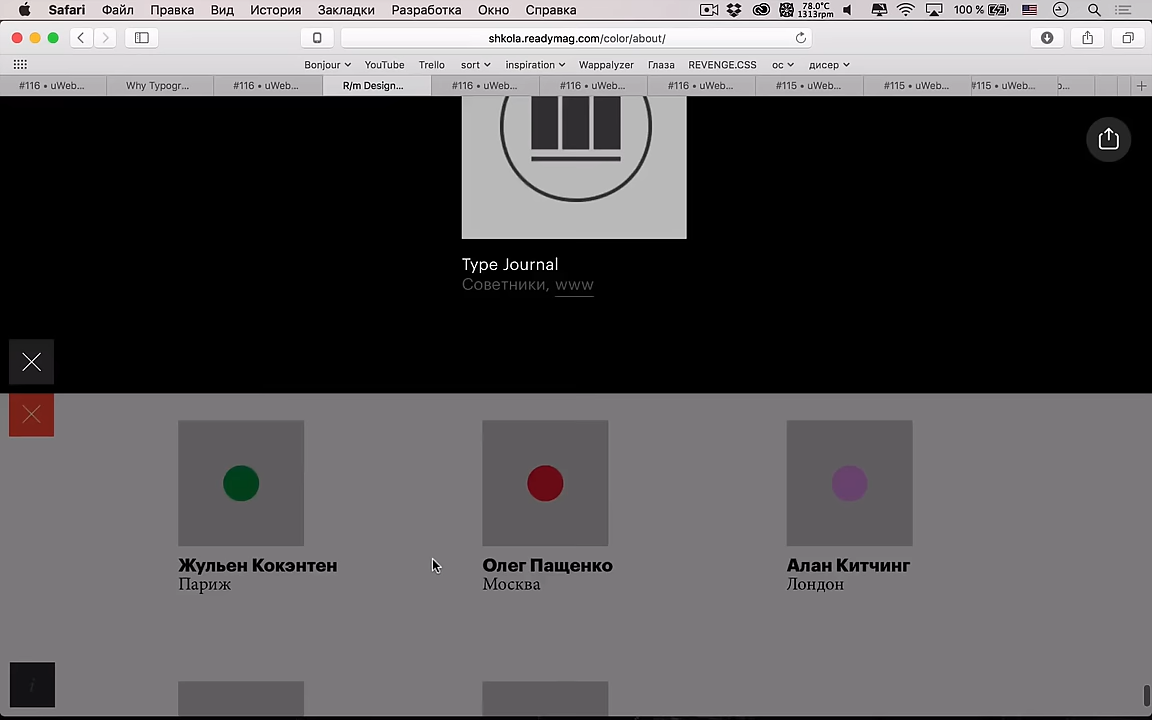 Safari Файл Правка Вид История Закладки Разработка Окно Справка 78.0°C 1313rpm 100 %
shkola.readymag.com/color/about/
Bonjour YouTube Trello sort inspiration Wappalyzer Глаза REVENGE.CSS ос дисер
#116 • uWeb... Why Typogr... #116 • uWeb... R/m Design... #116 • uWeb... #116 • uWeb... #116 • uWeb... #115 • uWeb... #115 • uWeb... #115 • uWeb...
Type Journal
Советники, www
Жульен Кокэнтен Олег Пащенко Алан Китчинг
Париж Москва Лондон
i